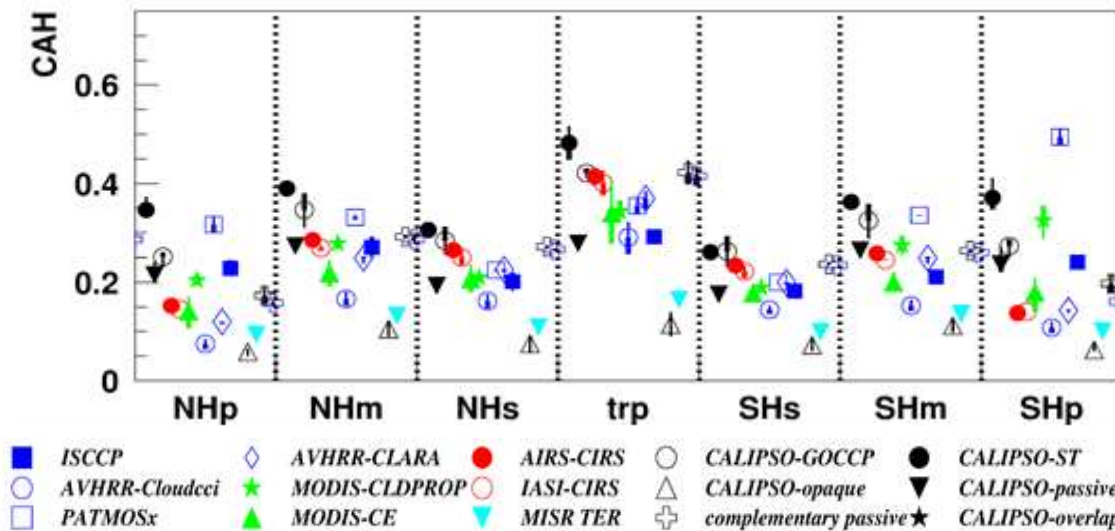 CAH
0.6
0.4
0.2
0
NHp NHm NHs trp SHs SHm SHp
ISCCP AVHRR-CLARA AIRS-CIRS CALIPSO-GOCCP CALIPSO-ST
AVHRR-Cloudcci MODIS-CLDPROP IASI-CIRS CALIPSO-opaque CALIPSO-passive
PATMOSx MODIS-CE MISR TER complementary passive CALIPSO-overlap